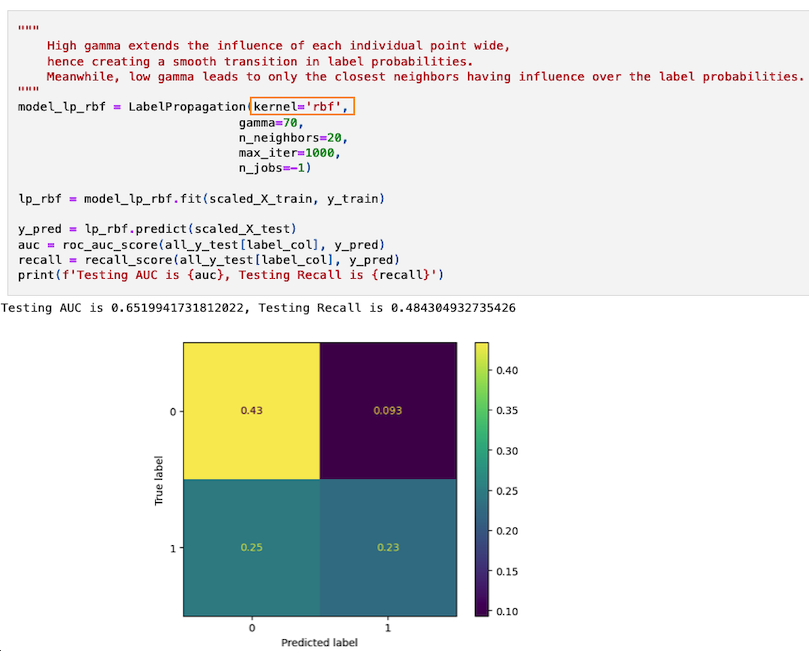 """
High gamma extends the influence of each individual point wide,
hence creating a smooth transition in label probabilities.
Meanwhile, low gamma leads to only the closest neighbors having influence over the label probabilities.
"""
model_lp_rbf = LabelPropagation(kernel='rbf',
gamma=70,
n_neighbors=20,
max_iter=1000,
n_jobs=-1)
lp_rbf = model_lp_rbf.fit(scaled_X_train, y_train)
y_pred = lp_rbf.predict(scaled_X_test)
auc = roc_auc_score(all_y_test[label_col], y_pred)
recall = recall_score(all_y_test[label_col], y_pred)
print(f'Testing AUC is {auc}, Testing Recall is {recall}')
Testing AUC is 0.6519941731812022, Testing Recall is 0.484304932735426
0.40
0 0.43 0.093
0.35
0.30
True label
0.25
0.20
1 0.25 0.23
0.15
0.10
0 1
Predicted label